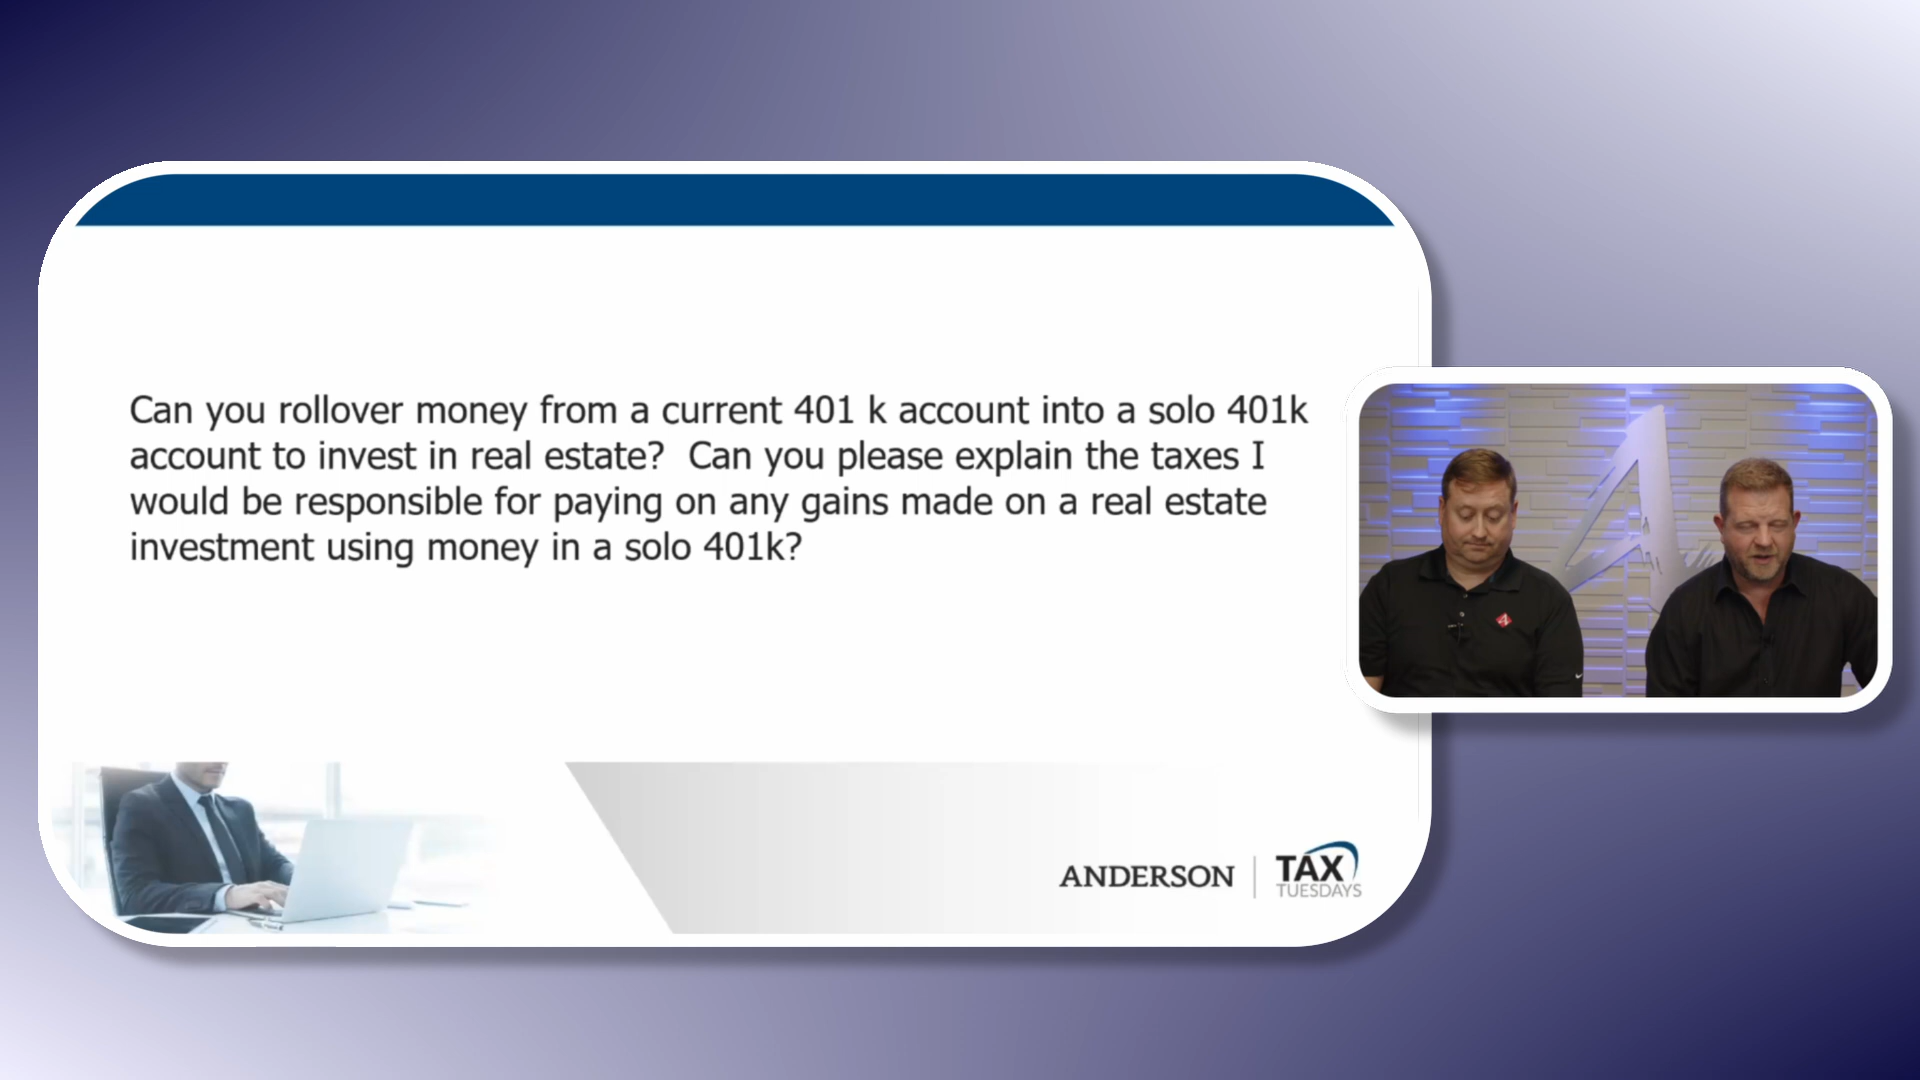 Can you rollover money from a current 401 k account into a solo 401k
account to invest in real estate?  Can you please explain the taxes I
would be responsible for paying on any gains made on a real estate
investment using money in a solo 401k?
ANDERSON | TAX
TUESDAYS